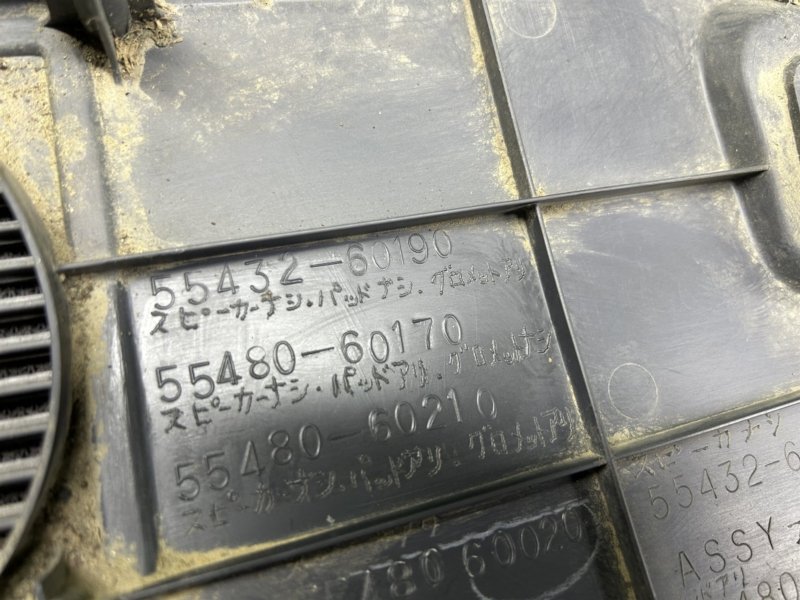 55432-60190
スピーカーナシ・パッドナシ・グロメットアリ
55480-60170
スピーカーナシ・パッドアリ・グロメットナシ
55480-60210
スピーカーナシ・パッドアリ・グロメットアリ
60020
スピーカーナシ
55432-6
ASSY